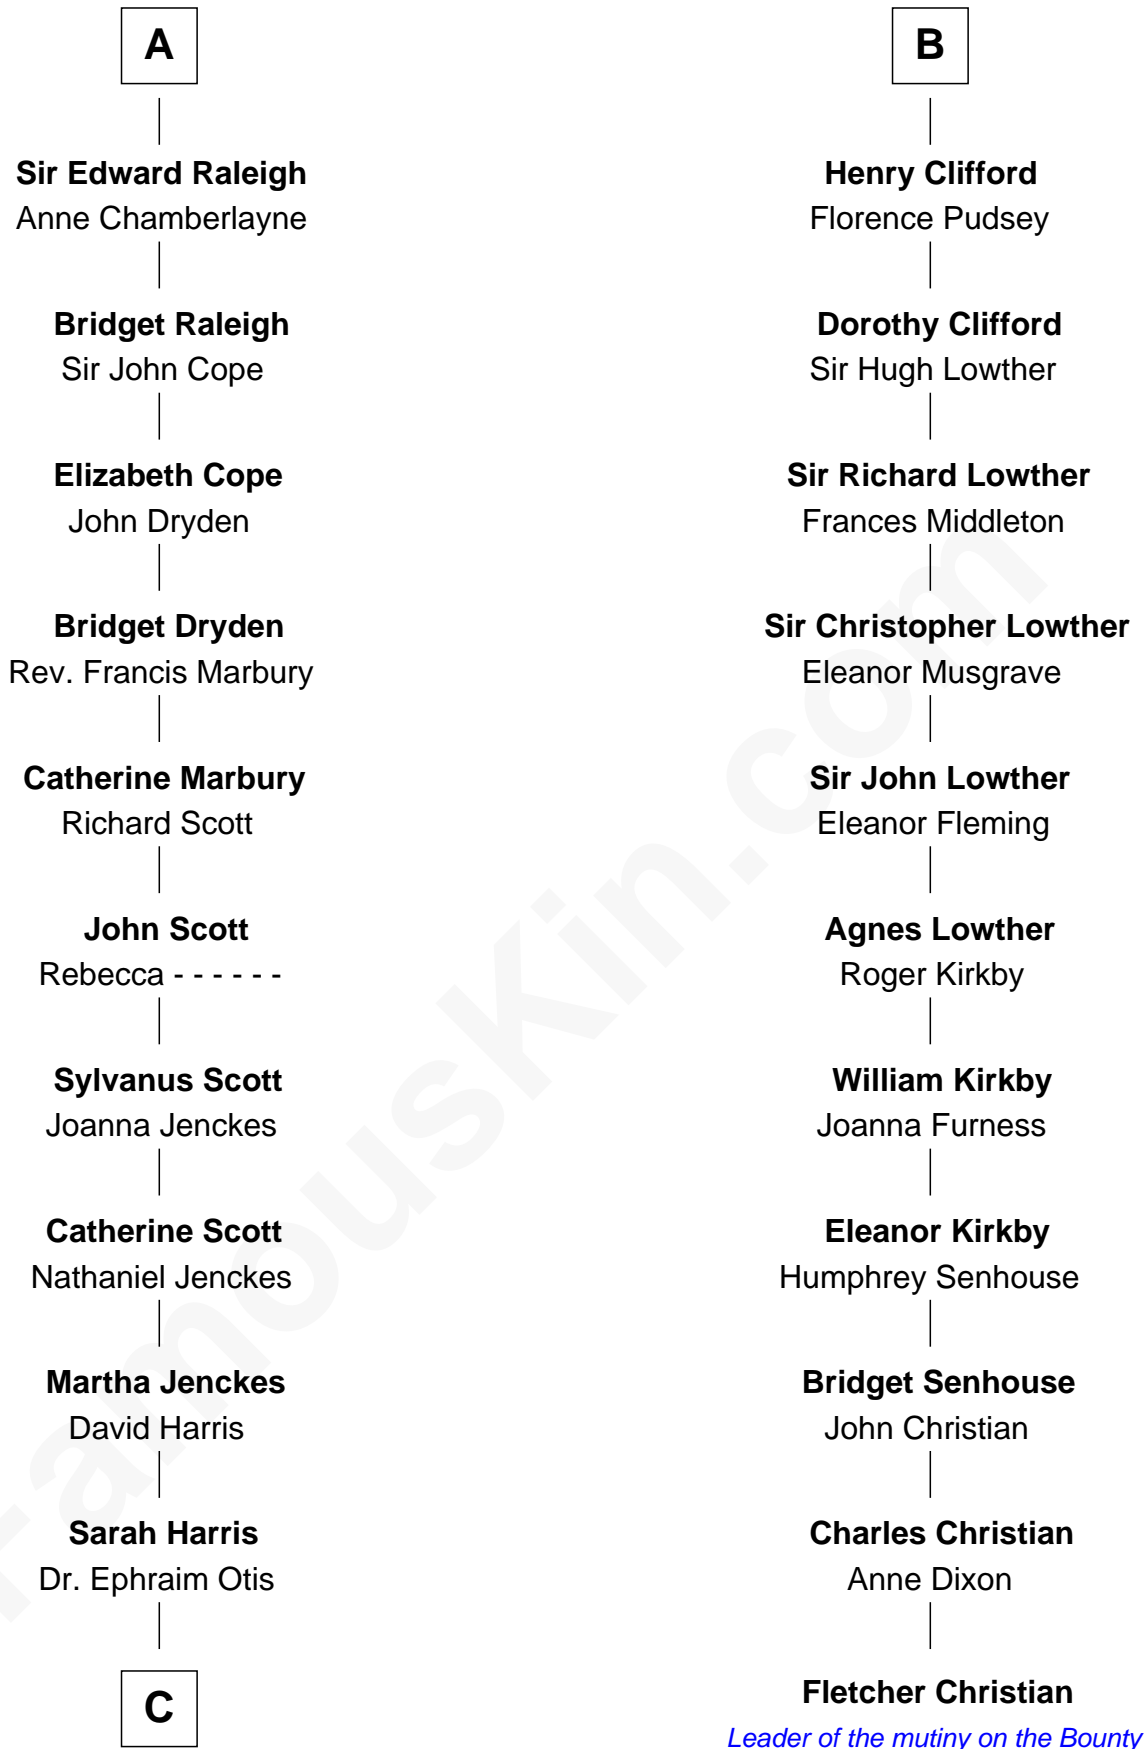 A
Sir Edward Raleigh
Anne Chamberlayne
Bridget Raleigh
Sir John Cope
Elizabeth Cope
John Dryden
Bridget Dryden
Rev. Francis Marbury
Catherine Marbury
Richard Scott
John Scott
Rebecca - - - - - -
Sylvanus Scott
Joanna Jenckes
Catherine Scott
Nathaniel Jenckes
Martha Jenckes
David Harris
Sarah Harris
Dr. Ephraim Otis
C
B
Henry Clifford
Florence Pudsey
Dorothy Clifford
Sir Hugh Lowther
Sir Richard Lowther
Frances Middleton
Sir Christopher Lowther
Eleanor Musgrave
Sir John Lowther
Eleanor Fleming
Agnes Lowther
Roger Kirkby
William Kirkby
Joanna Furness
Eleanor Kirkby
Humphrey Senhouse
Bridget Senhouse
John Christian
Charles Christian
Anne Dixon
Fletcher Christian
Leader of the mutiny on the Bounty
FamousKin.com